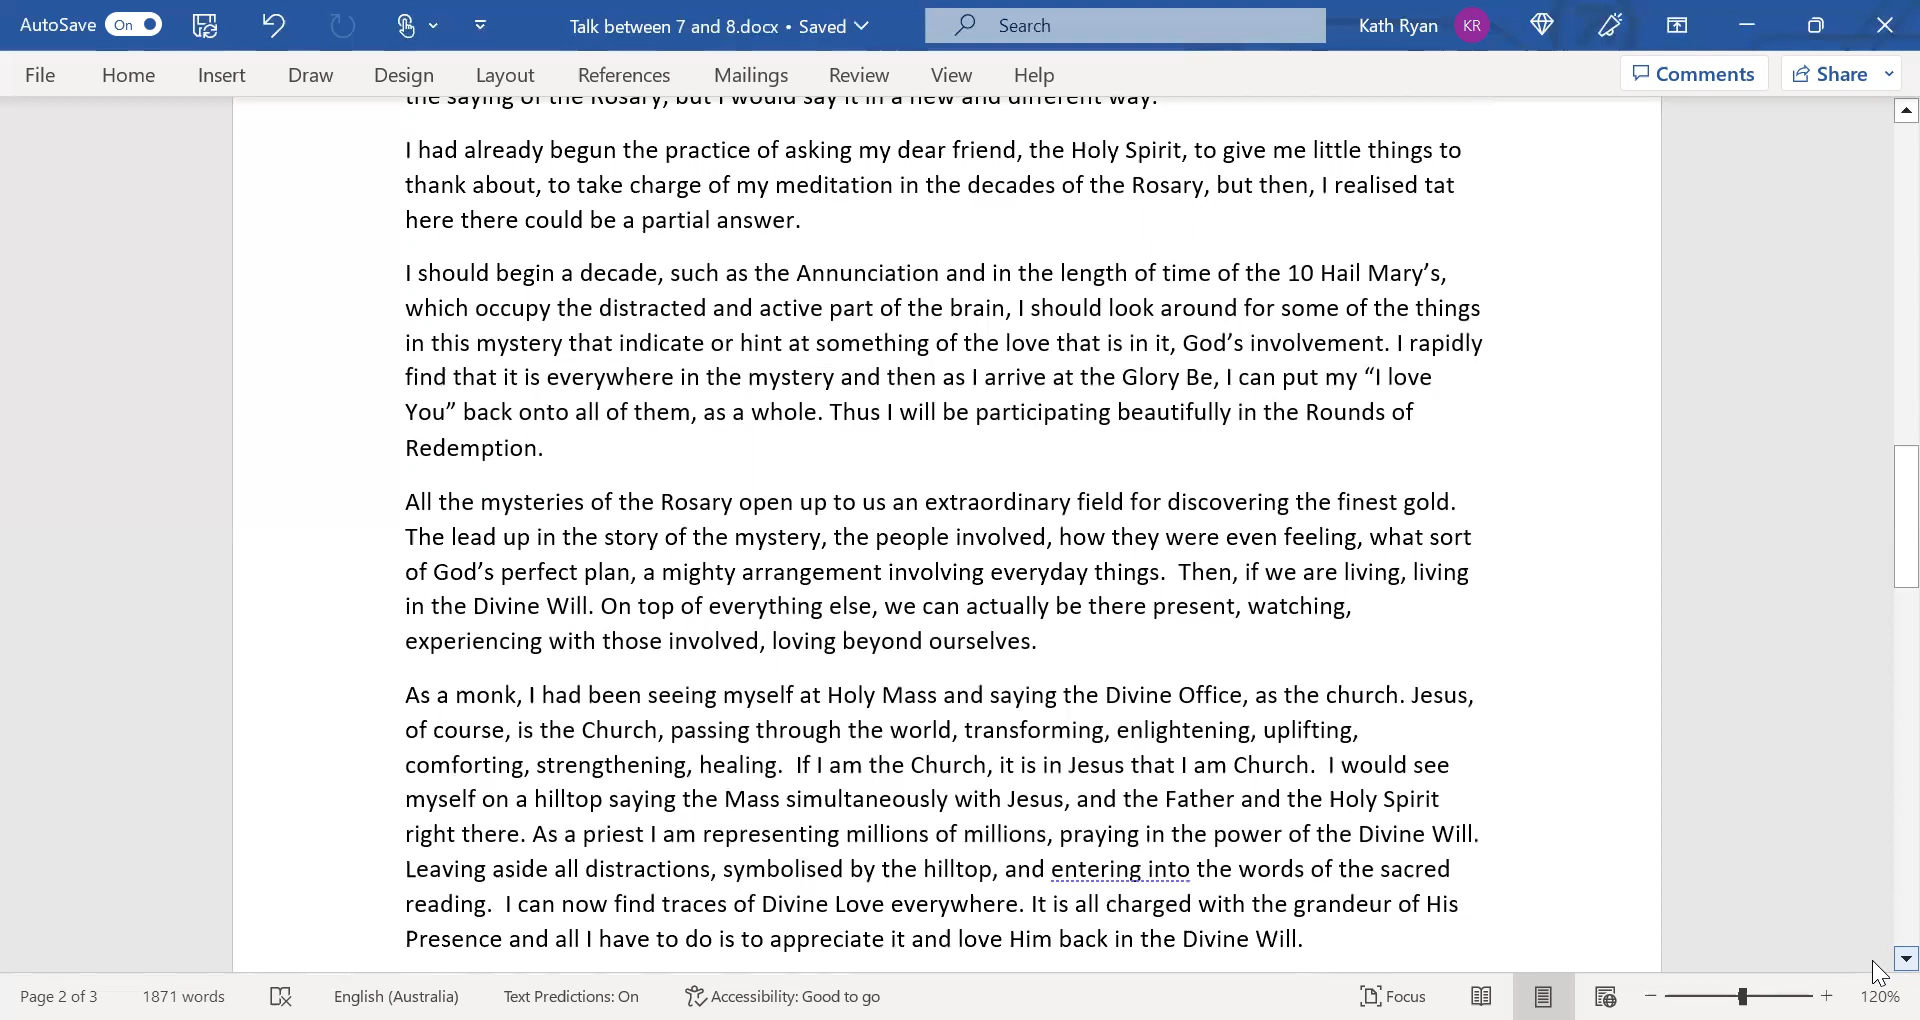 AutoSave On Talk between 7 and 8.docx • Saved Search Kath Ryan KR
File Home Insert Draw Design Layout References Mailings Review View Help Comments Share
the saying of the Rosary, but I would say it in a new and different way.
I had already begun the practice of asking my dear friend, the Holy Spirit, to give me little things to
thank about, to take charge of my meditation in the decades of the Rosary, but then, I realised tat
here there could be a partial answer.
I should begin a decade, such as the Annunciation and in the length of time of the 10 Hail Mary’s,
which occupy the distracted and active part of the brain, I should look around for some of the things
in this mystery that indicate or hint at something of the love that is in it, God’s involvement. I rapidly
find that it is everywhere in the mystery and then as I arrive at the Glory Be, I can put my “I love
You” back onto all of them, as a whole. Thus I will be participating beautifully in the Rounds of
Redemption.
All the mysteries of the Rosary open up to us an extraordinary field for discovering the finest gold.
The lead up in the story of the mystery, the people involved, how they were even feeling, what sort
of God’s perfect plan, a mighty arrangement involving everyday things.  Then, if we are living, living
in the Divine Will. On top of everything else, we can actually be there present, watching,
experiencing with those involved, loving beyond ourselves.
As a monk, I had been seeing myself at Holy Mass and saying the Divine Office, as the church. Jesus,
of course, is the Church, passing through the world, transforming, enlightening, uplifting,
comforting, strengthening, healing.  If I am the Church, it is in Jesus that I am Church.  I would see
myself on a hilltop saying the Mass simultaneously with Jesus, and the Father and the Holy Spirit
right there. As a priest I am representing millions of millions, praying in the power of the Divine Will.
Leaving aside all distractions, symbolised by the hilltop, and entering into the words of the sacred
reading.  I can now find traces of Divine Love everywhere. It is all charged with the grandeur of His
Presence and all I have to do is to appreciate it and love Him back in the Divine Will.
Page 2 of 3 1871 words English (Australia) Text Predictions: On Accessibility: Good to go Focus 120%